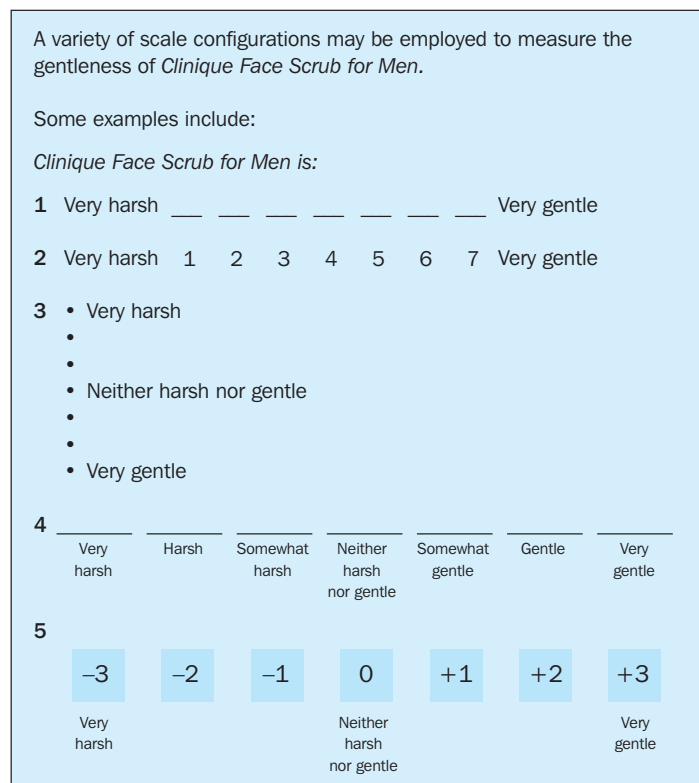 A variety of scale configurations may be employed to measure the
gentleness of Clinique Face Scrub for Men.
Some examples include:
Clinique Face Scrub for Men is:
1 Very harsh ___ ___ ___ ___ ___ ___ ___ Very gentle
2 Very harsh 1 2 3 4 5 6 7 Very gentle
3 • Very harsh
•
•
• Neither harsh nor gentle
•
•
• Very gentle
4
Very harsh Harsh Somewhat harsh Neither harsh nor gentle Somewhat gentle Gentle Very gentle
5
–3 –2 –1 0 +1 +2 +3
Very harsh Neither harsh nor gentle Very gentle